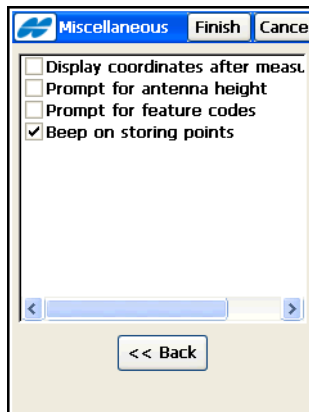 Miscellaneous Finish Cance
Display coordinates after measu
Prompt for antenna height
Prompt for feature codes
Beep on storing points
<< Back